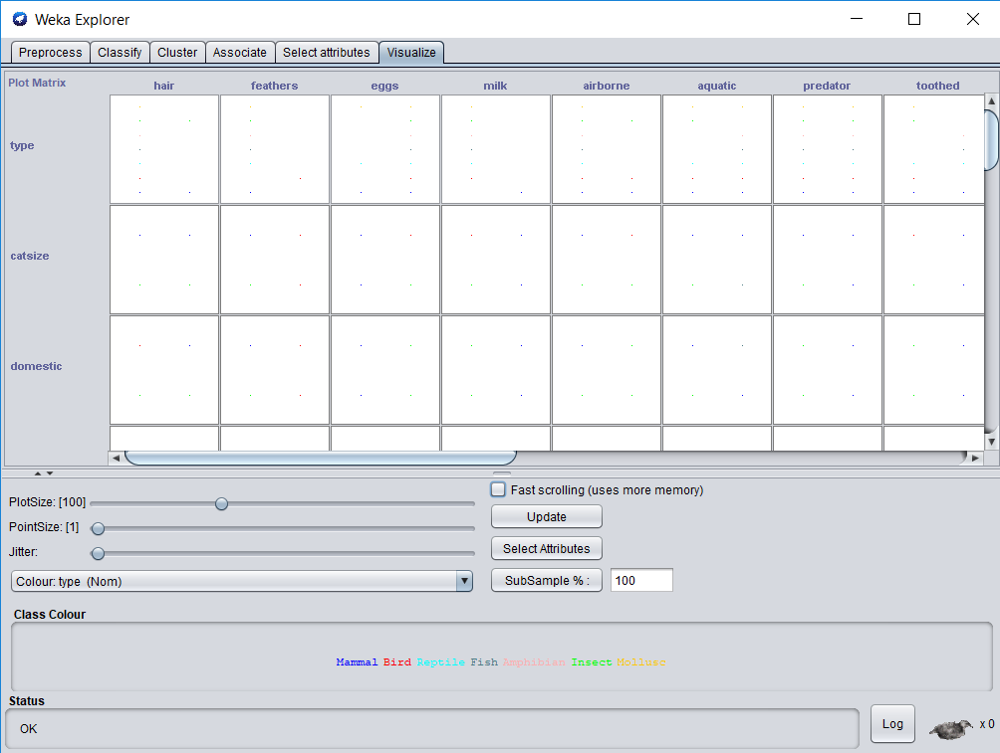 Weka Explorer
Preprocess Classify Cluster Associate Select attributes Visualize
Plot Matrix hair feathers eggs milk airborne aquatic predator toothed
type
catsize
domestic
PlotSize: [100] Fast scrolling (uses more memory)
PointSize: [1] Update
Jitter: Select Attributes
Colour: type (Nom) SubSample % : 100
Class Colour
Mammal Bird Reptile Fish Amphibian Insect Mollusc
Status
OK Log x 0